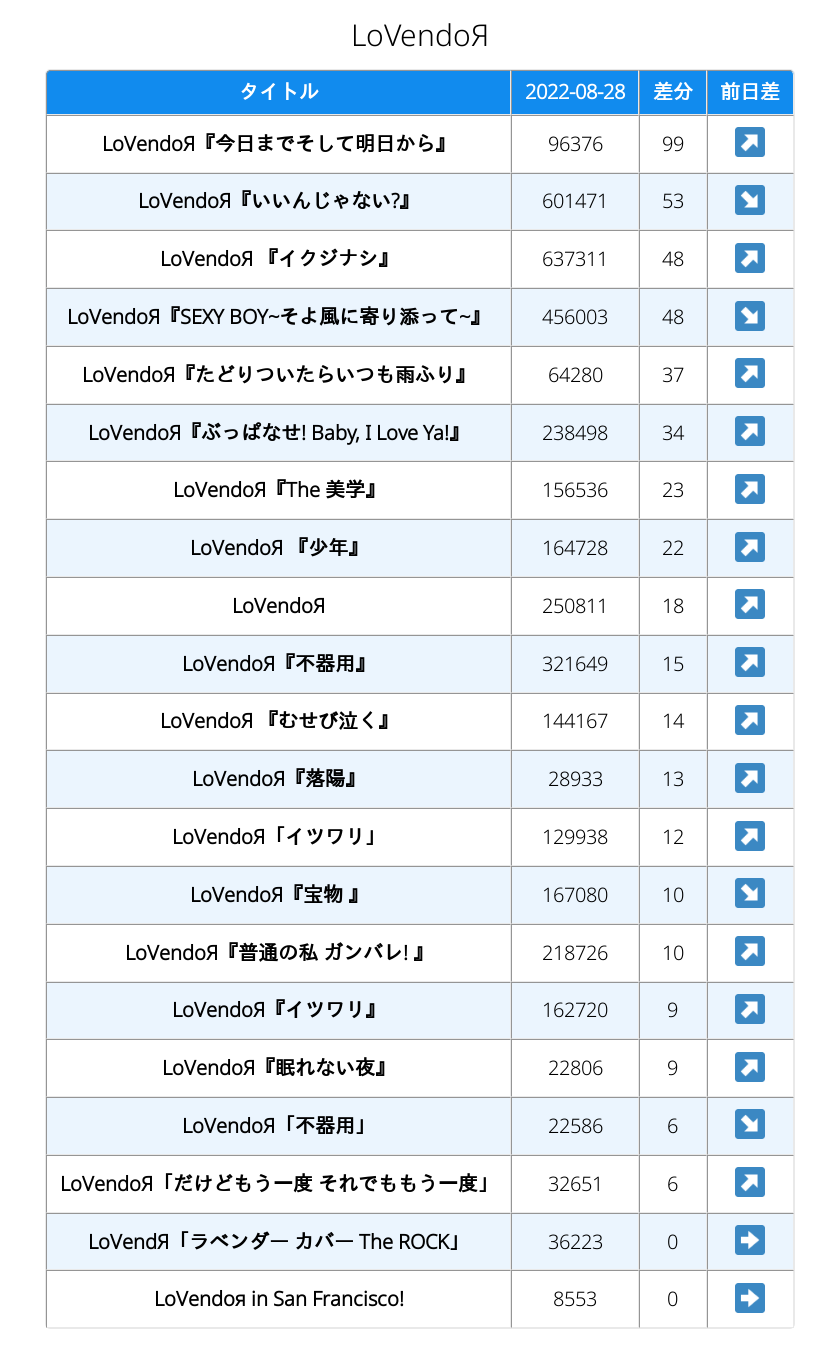 LoVendoЯ
タイトル 2022-08-28 差分 前日差
LoVendoЯ『今日までそして明日から』 96376 99 ↗
LoVendoЯ『いいんじゃない?』 601471 53 ↘
LoVendoЯ 『イクジナシ』 637311 48 ↗
LoVendoЯ『SEXY BOY~そよ風に寄り添って~』 456003 48 ↘
LoVendoЯ『たどりついたらいつも雨ふり』 64280 37 ↗
LoVendoЯ『ぶっぱなせ! Baby, I Love Ya!』 238498 34 ↗
LoVendoЯ『The 美学』 156536 23 ↗
LoVendoЯ 『少年』 164728 22 ↗
LoVendoЯ 250811 18 ↗
LoVendoЯ『不器用』 321649 15 ↗
LoVendoЯ 『むせび泣く』 144167 14 ↗
LoVendoЯ『落陽』 28933 13 ↗
LoVendoЯ「イツワリ」 129938 12 ↗
LoVendoЯ『宝物 』 167080 10 ↘
LoVendoЯ『普通の私 ガンバレ! 』 218726 10 ↗
LoVendoЯ『イツワリ』 162720 9 ↗
LoVendoЯ『眠れない夜』 22806 9 ↗
LoVendoЯ「不器用」 22586 6 ↘
LoVendoЯ「だけどもう一度 それでももう一度」 32651 6 ↗
LoVendЯ「ラベンダー カバー The ROCK」 36223 0 ➡
LoVendoя in San Francisco! 8553 0 ➡